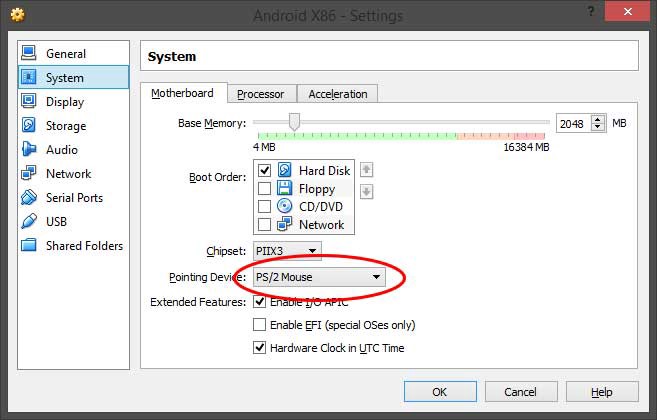 Android X86 - Settings
General
System
Display
Storage
Audio
Network
Serial Ports
USB
Shared Folders
System
Motherboard Processor Acceleration
Base Memory: 2048 MB
4 MB 16384 MB
Boot Order: Hard Disk
Floppy
CD/DVD
Network
Chipset: PIIX3
Pointing Device: PS/2 Mouse
Extended Features: Enable I/O APIC
Enable EFI (special OSes only)
Hardware Clock in UTC Time
OK Cancel Help